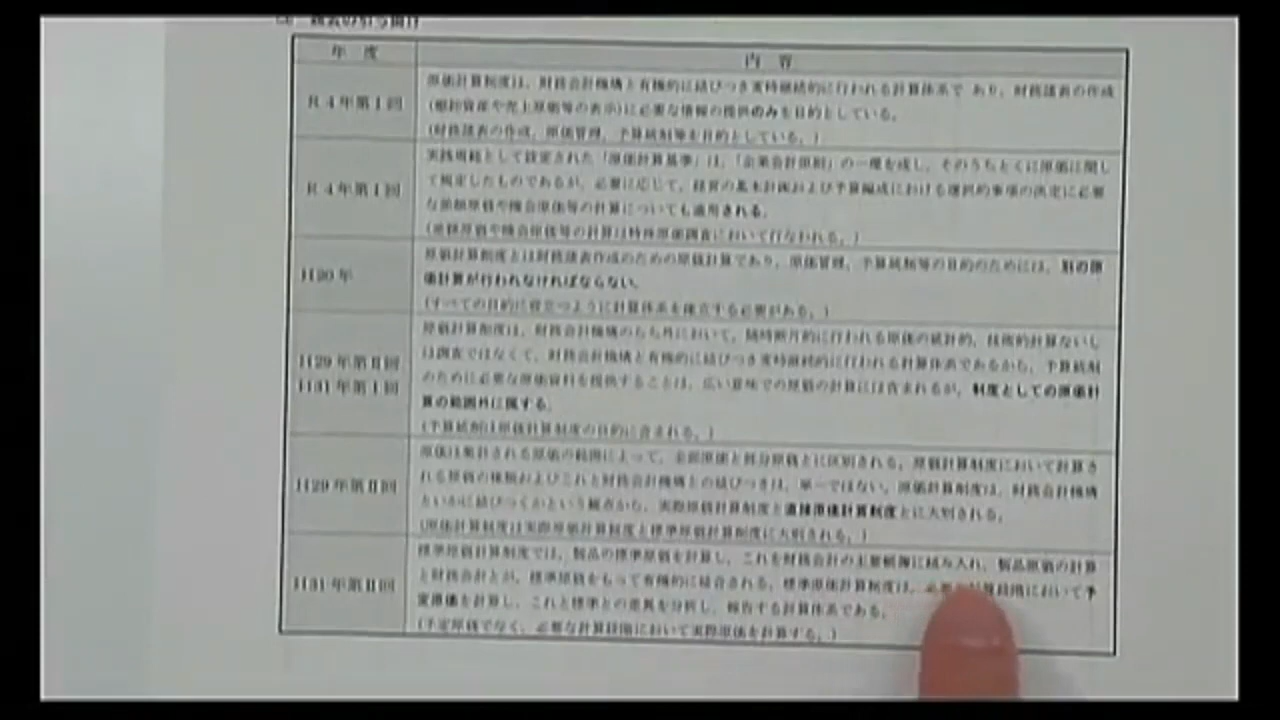 過去の引っ掛け
年 度
内 容
R4年第Ⅰ回
原価計算制度は、財務会計機構と有機的に結びつき常時継続的に行われる計算体系で あり、財務諸表の作成
(棚卸資産や売上原価等の表示)に必要な情報の提供のみを目的としている。
(財務諸表の作成、原価管理、予算統制等を目的としている。)
R4年第Ⅰ回
実践規範として設定された「原価計算基準」は、「企業会計原則」の一環を成し、そのうちとくに原価に関し
て規定したものであるが、必要に応じて、経営の基本計画および予算編成における選択的事項の決定に必要
な差額原価や機会原価等の計算についても適用される。
(差額原価や機会原価等の計算は特殊原価調査において行なわれる。)
H20年
原価計算制度とは財務諸表作成のための原価計算であり、原価管理、予算統制等の目的のためには、別の原
価計算が行われなければならない。
(すべての目的に役立つように計算体系を確立する必要がある。)
H29年第Ⅱ回
H31年第Ⅰ回
原価計算制度は、財務会計機構のらち外において、随時断片的に行われる原価の統計的、技術的計算ないし
は調査ではなくて、財務会計機構と有機的に結びつき常時継続的に行われる計算体系であるから、予算統制
のために必要な原価資料を提供することは、広い意味での原価の計算には含まれるが、制度としての原価計
算の範囲外に属する。
(予算統制は原価計算制度の目的に含まれる。)
H29年第Ⅱ回
原価は集計される原価の範囲によって、全部原価と部分原価とに区別される。原価計算制度において計算さ
れる原価の種類およびこれと財務会計機構との結びつきは、単一ではない。原価計算制度は、財務会計機構
といかに結びつくかという観点から、実際原価計算制度と直接原価計算制度とに大別される。
(原価計算制度は実際原価計算制度と標準原価計算制度に大別される。)
H31年第Ⅱ回
標準原価計算制度では、製品の標準原価を計算し、これを財務会計の主要帳簿に組み入れ、製品原価の計算
と財務会計とが、標準原価をもって有機的に結合される。標準原価計算制度は、必要な計算段階において予
定原価を計算し、これと標準との差異を分析し、報告する計算体系である。
(予定原価でなく、必要な計算段階において実際原価を計算する。)